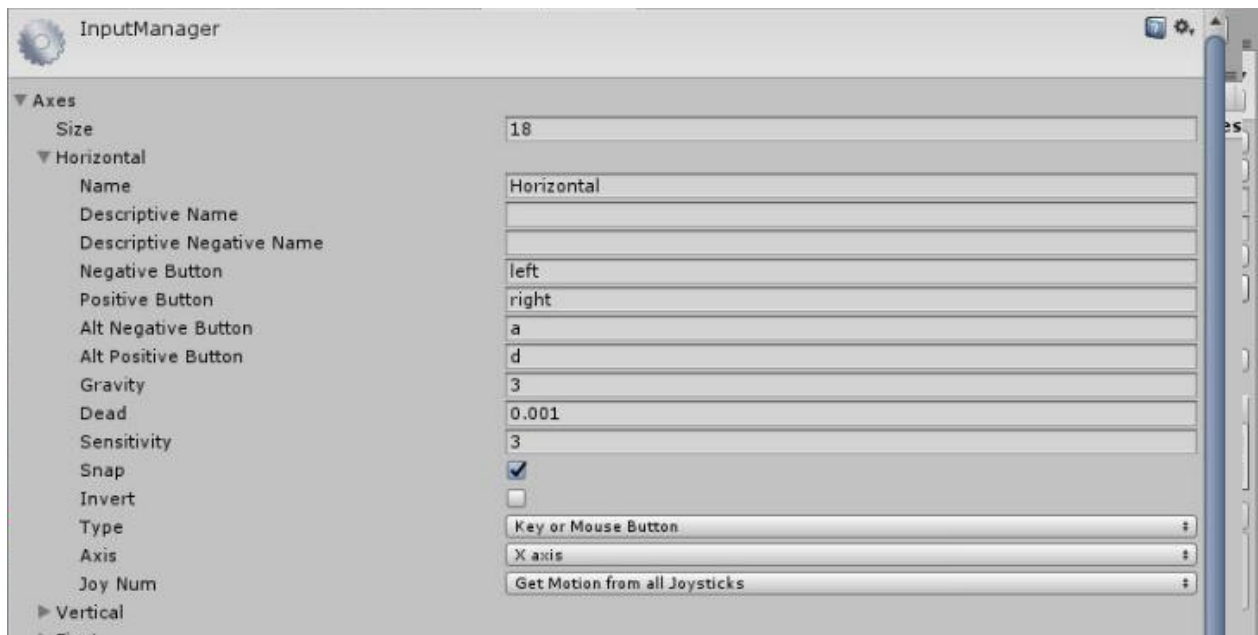 InputManager
Axes
Size 18
Horizontal
Name Horizontal
Descriptive Name
Descriptive Negative Name
Negative Button left
Positive Button right
Alt Negative Button a
Alt Positive Button d
Gravity 3
Dead 0.001
Sensitivity 3
Snap
Invert
Type Key or Mouse Button
Axis X axis
Joy Num Get Motion from all Joysticks
Vertical
es